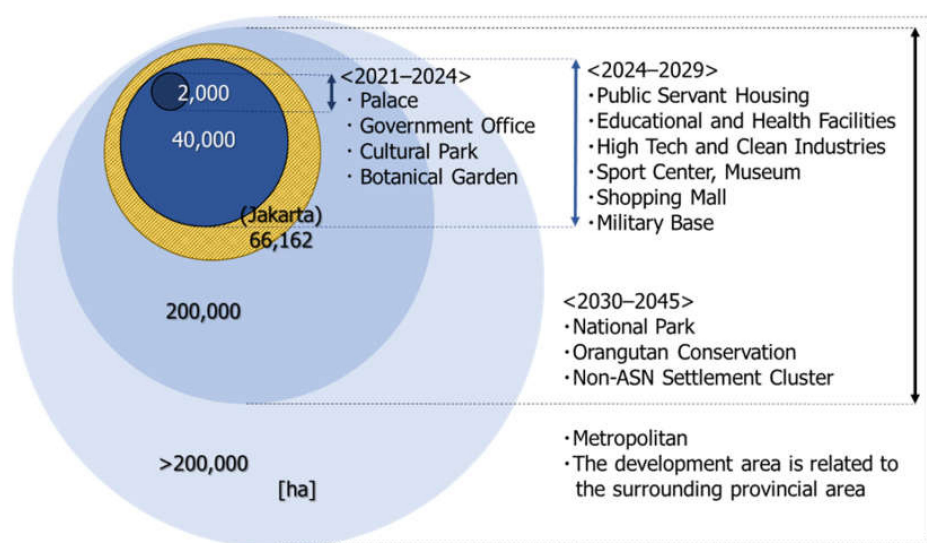 2,000
40,000
(Jakarta)
66,162
200,000
>200,000
[ha]
<2021–2024>
・Palace
・Government Office
・Cultural Park
・Botanical Garden
<2024–2029>
・Public Servant Housing
・Educational and Health Facilities
・High Tech and Clean Industries
・Sport Center, Museum
・Shopping Mall
・Military Base
<2030–2045>
・National Park
・Orangutan Conservation
・Non-ASN Settlement Cluster
・Metropolitan
・The development area is related to
the surrounding provincial area